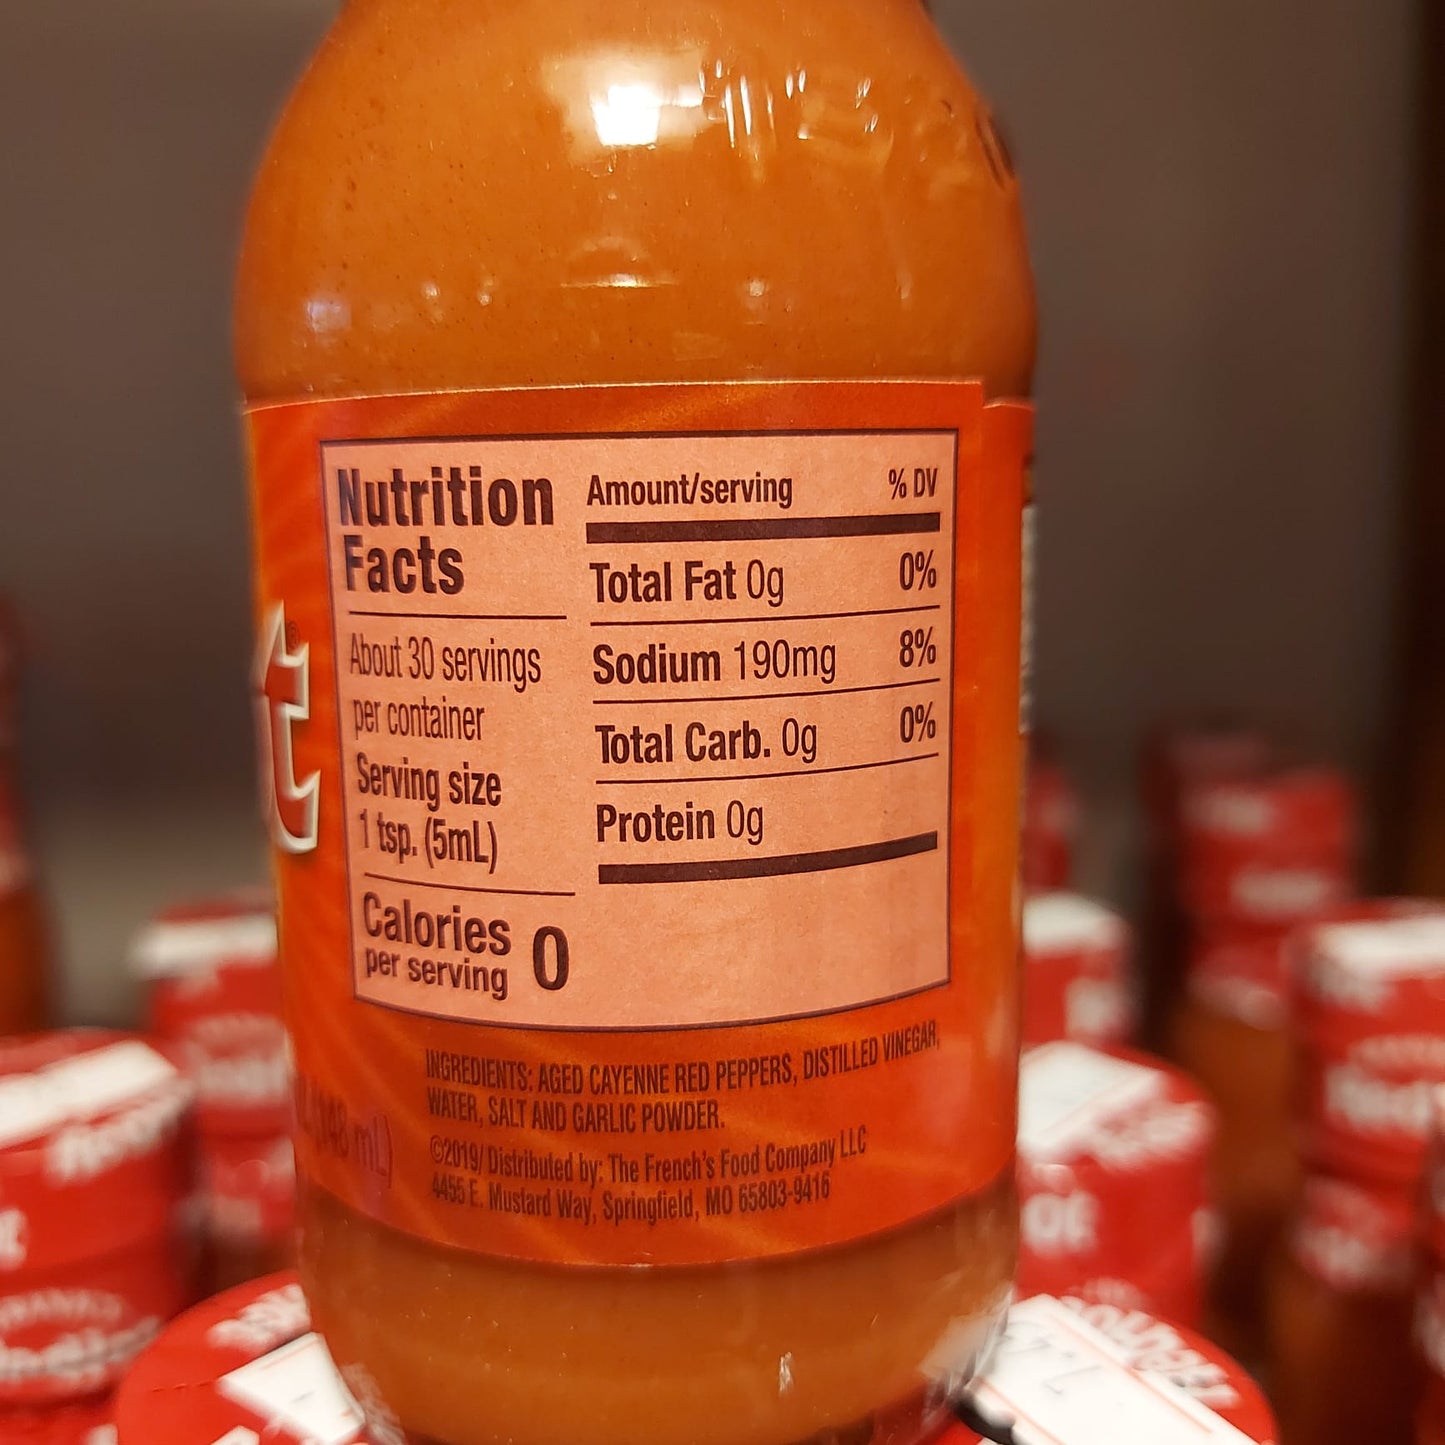 Nutrition
Facts
About 30 servings
per container
Serving size
1 tsp. (5mL)
Calories
per serving 0
Amount/serving % DV
Total Fat 0g 0%
Sodium 190mg 8%
Total Carb. 0g 0%
Protein 0g
t®
(148 mL)
INGREDIENTS: AGED CAYENNE RED PEPPERS, DISTILLED VINEGAR,
WATER, SALT AND GARLIC POWDER.
©2019/ Distributed by: The French's Food Company LLC
4455 E. Mustard Way, Springfield, MO 65803-9416